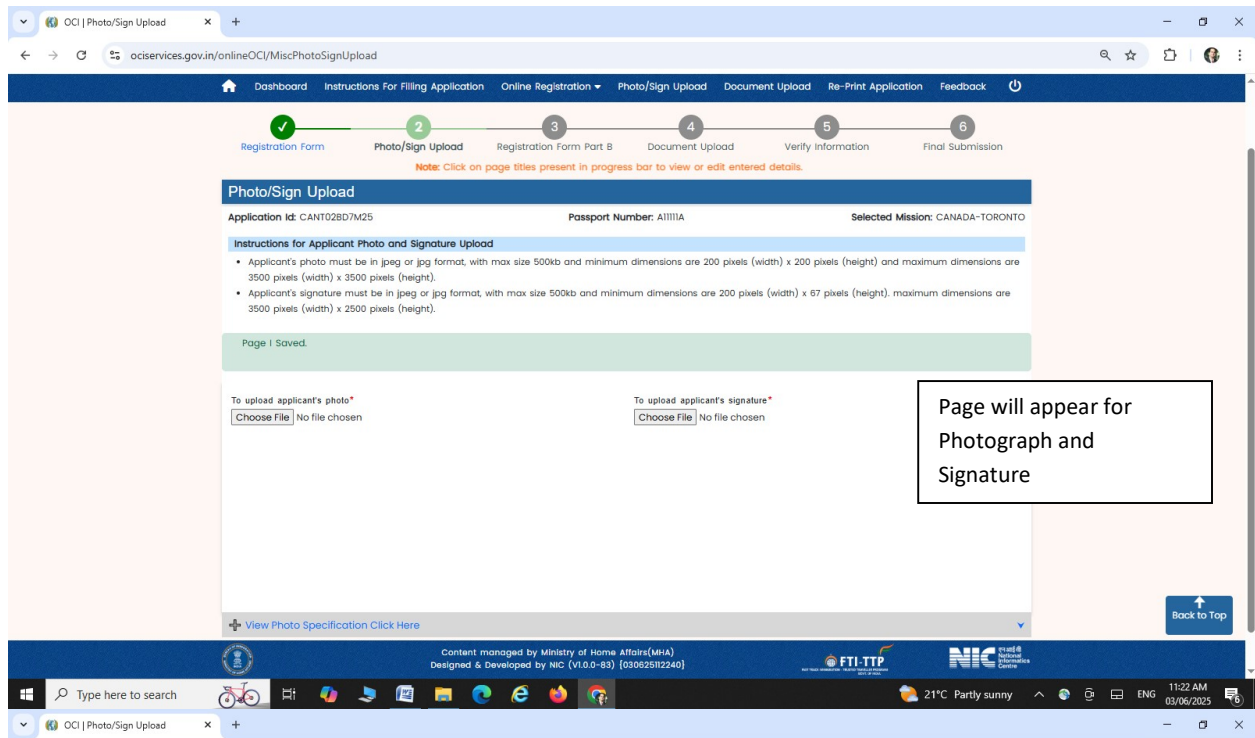 OCI | Photo/Sign Upload
ociservices.gov.in/onlineOCI/MiscPhotoSignUpload
Dashboard Instructions For Filling Application Online Registration Photo/Sign Upload Document Upload Re-Print Application Feedback
2 3 4 5 6
Registration Form Photo/Sign Upload Registration Form Part B Document Upload Verify Information Final Submission
Note: Click on page titles present in progress bar to view or edit entered details.
Photo/Sign Upload
Application Id: CANT02BD7M25 Passport Number: A11111A Selected Mission: CANADA-TORONTO
Instructions for Applicant Photo and Signature Upload
• Applicant's photo must be in jpeg or jpg format, with max size 500kb and minimum dimensions are 200 pixels (width) x 200 pixels (height) and maximum dimensions are
3500 pixels (width) x 3500 pixels (height).
• Applicant's signature must be in jpeg or jpg format, with max size 500kb and minimum dimensions are 200 pixels (width) x 67 pixels (height). maximum dimensions are
3500 pixels (width) x 2500 pixels (height).
Page 1 Saved.
To upload applicant's photo* To upload applicant's signature*
Choose File No file chosen Choose File No file chosen
Page will appear for
Photograph and
Signature
Back to Top
View Photo Specification Click Here
Content managed by Ministry of Home Affairs(MHA)
Designed & Developed by NIC (V1.0.0-83) {030625112240}
FTI-TTP
NIC National Informatics Centre
Type here to search 21°C Partly sunny ENG 11:22 AM
03/06/2025 6
OCI | Photo/Sign Upload